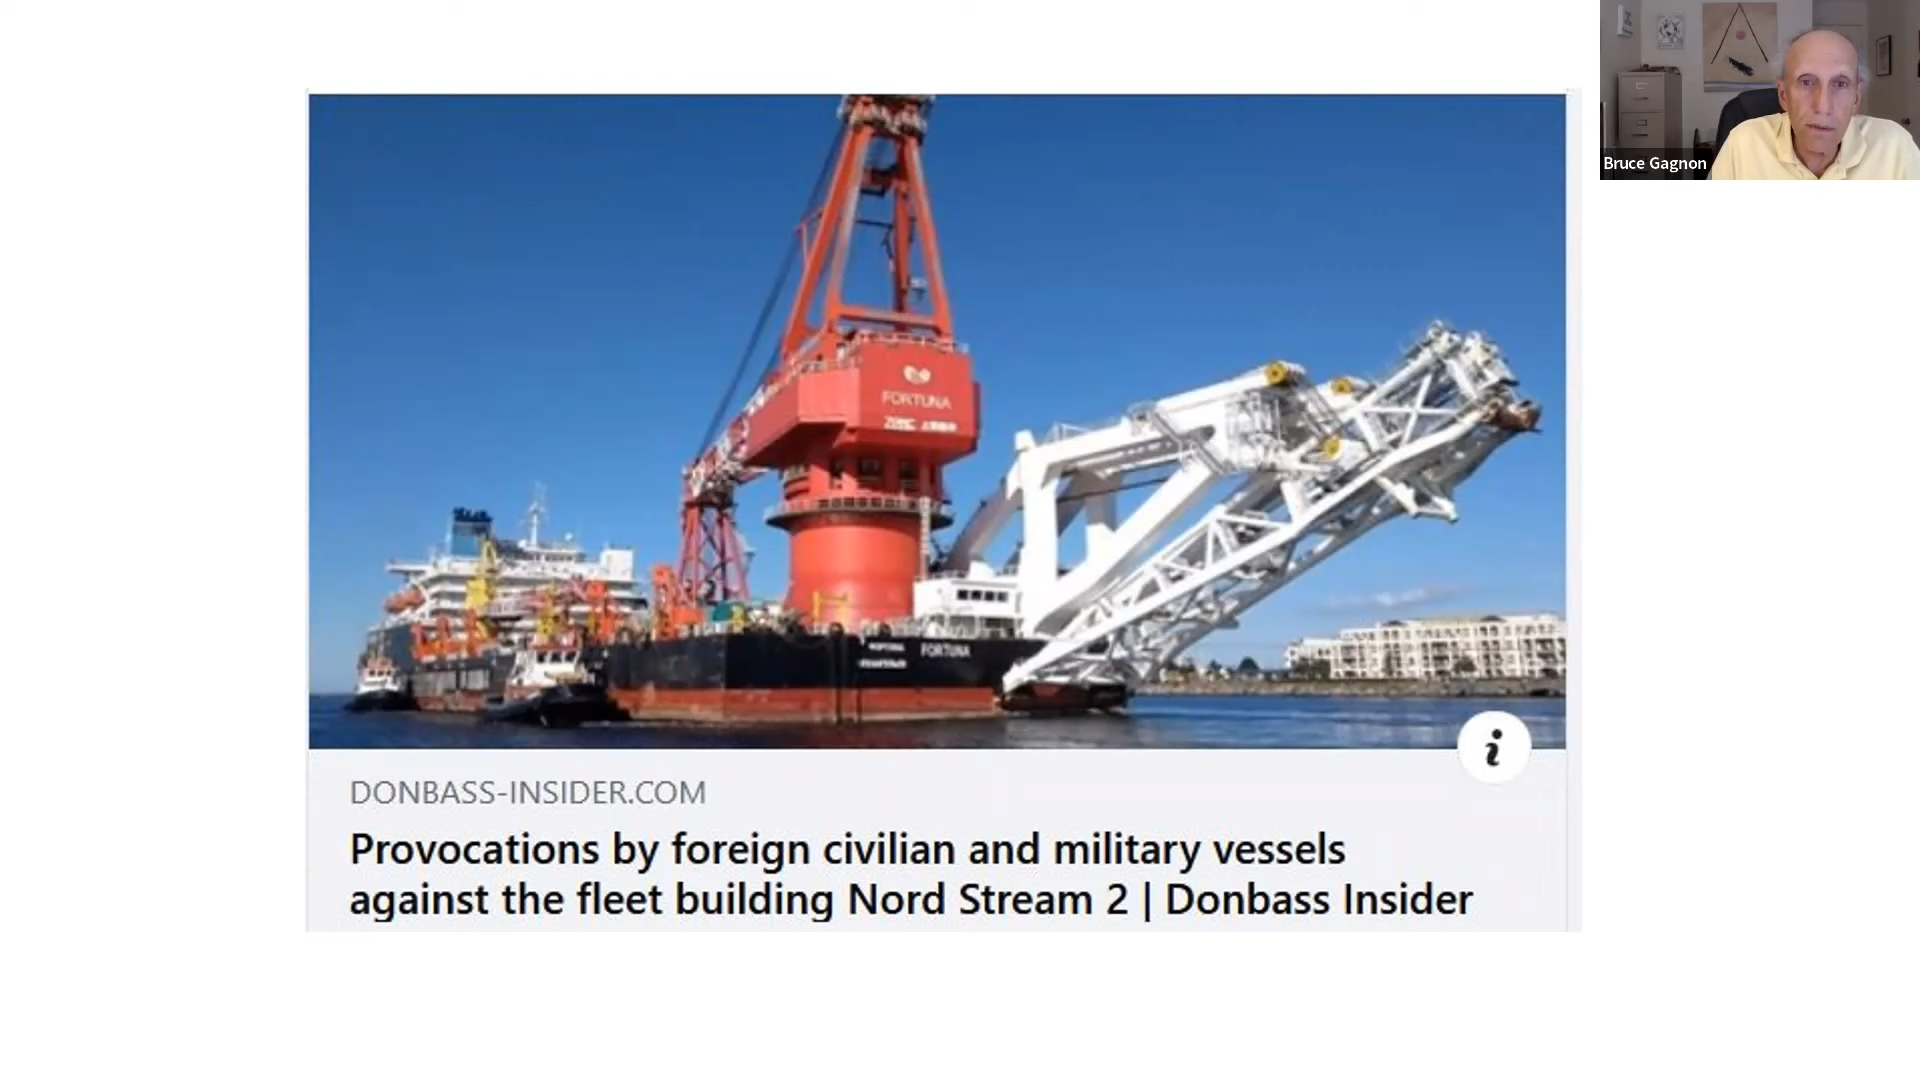 Bruce Gagnon
FORTUNA
FORTUNA
DONBASS-INSIDER.COM
Provocations by foreign civilian and military vessels
against the fleet building Nord Stream 2 | Donbass Insider